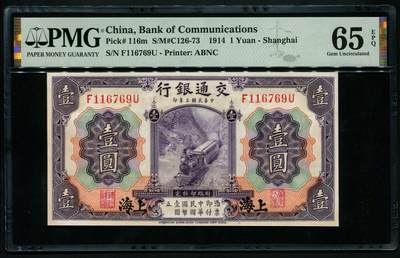 PMG
PAPER MONEY GUARANTY
China, Bank of Communications
Pick# 116m S/M#C126-73 1914 1 Yuan - Shanghai
S/N F116769U - Printer: ABNC
65 EPQ
Gem Uncirculated
行銀通交
F116769U
F116769U
壹
壹
壹圓
壹圓
海上
海上
壹
壹